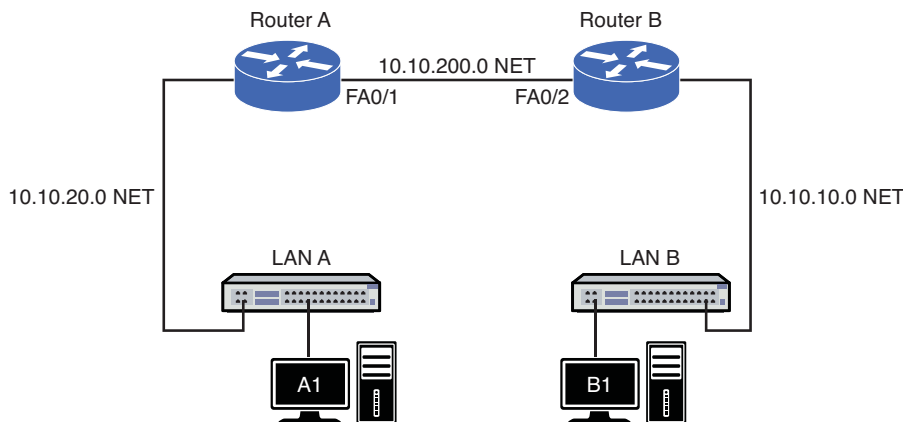 Router A
Router B
10.10.200.0 NET
FA0/1
FA0/2
10.10.20.0 NET
10.10.10.0 NET
LAN A
LAN B
A1
B1